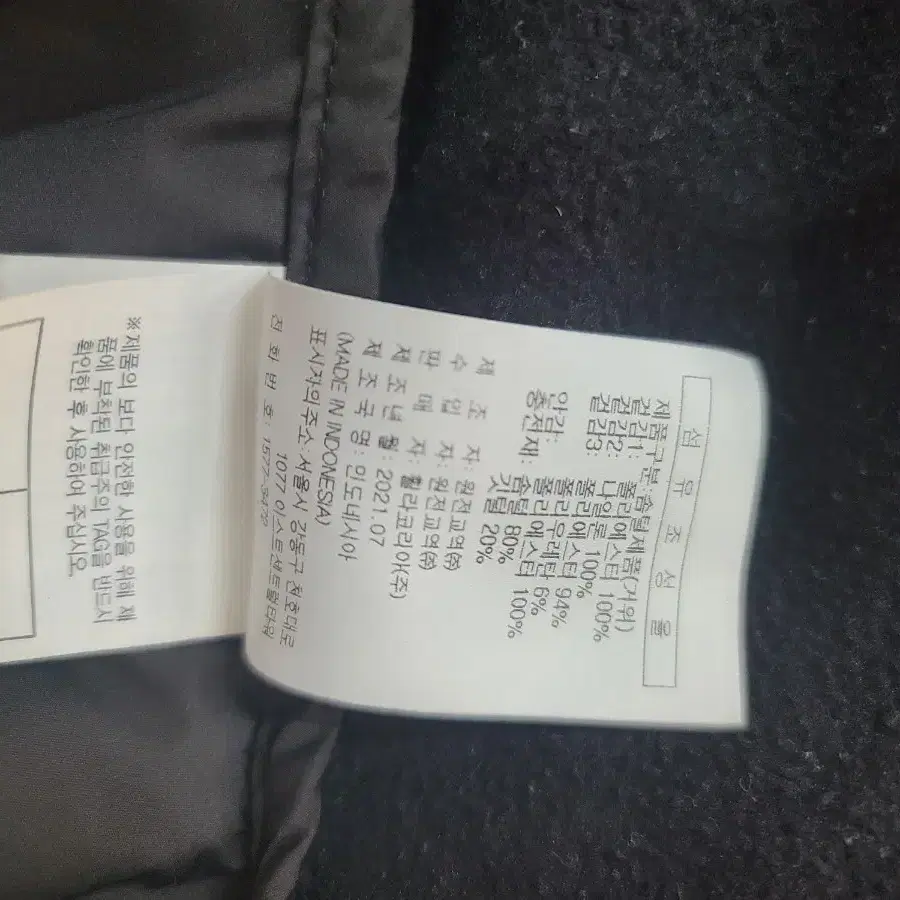 섬 유 조 성 율
제품구분 솜털제품(거위)
겉감1: 폴리에스터 100%
겉감2: 나일론 100%
겉감3: 폴리에스터 94%
폴리우레탄 6%
안감: 폴리에스터 100%
충전재: 솜털 80%
깃털 20%
제 조 자: 원전교역㈜
수 입 자: 원전교역㈜
판 매 자: 휠라코리아(주)
제 조 년 월: 2021.07
제 조 국 명: 인도네시아
(MADE IN INDONESIA)
표시자의주소: 서울시 강동구 천호대로
1077 이스트센트럴타워
전 화 번 호: 1577-3472
※제품의 보다 안전한 사용을 위해 제
품에 부착된 취급주의 TAG을 반드시
확인한 후 사용하여 주십시오